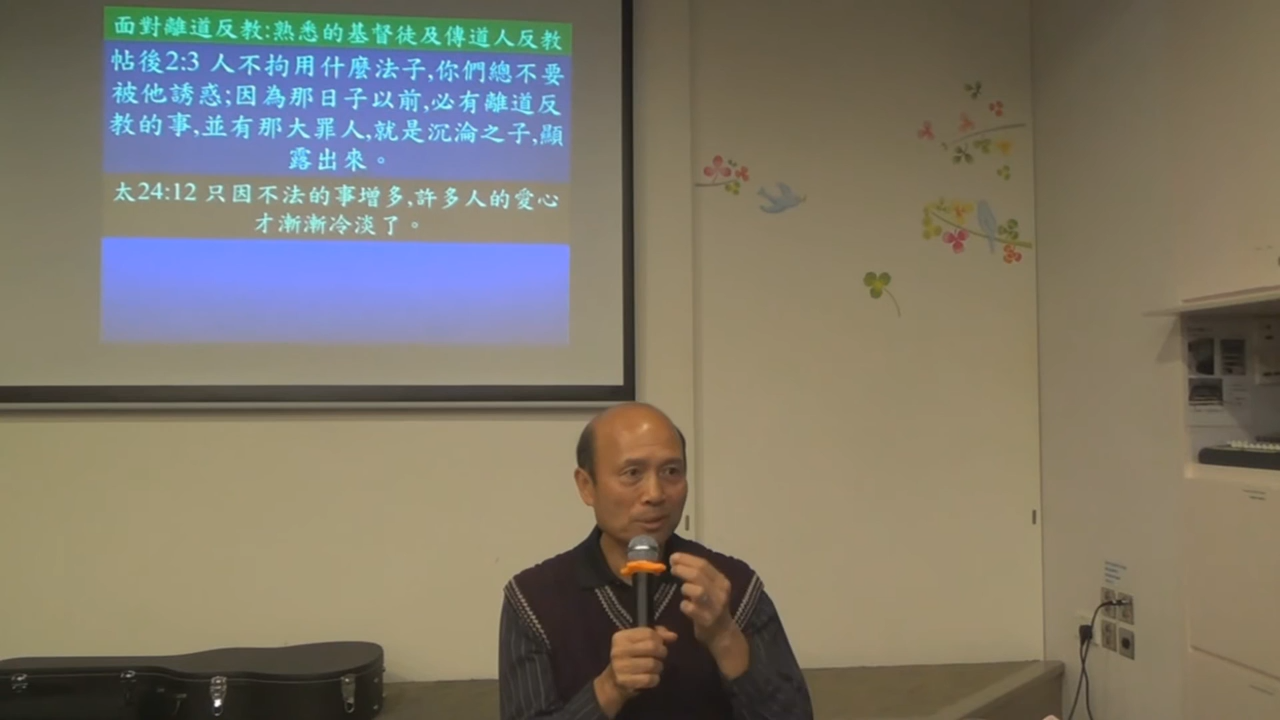 面對離道反教:熟悉的基督徒及傳道人反教
帖後2:3 人不拘用什麼法子,你們總不要
被他誘惑;因為那日子以前,必有離道反
教的事,並有那大罪人,就是沉淪之子,顯
露出來。
太24:12 只因不法的事增多,許多人的愛心
才漸漸冷淡了。